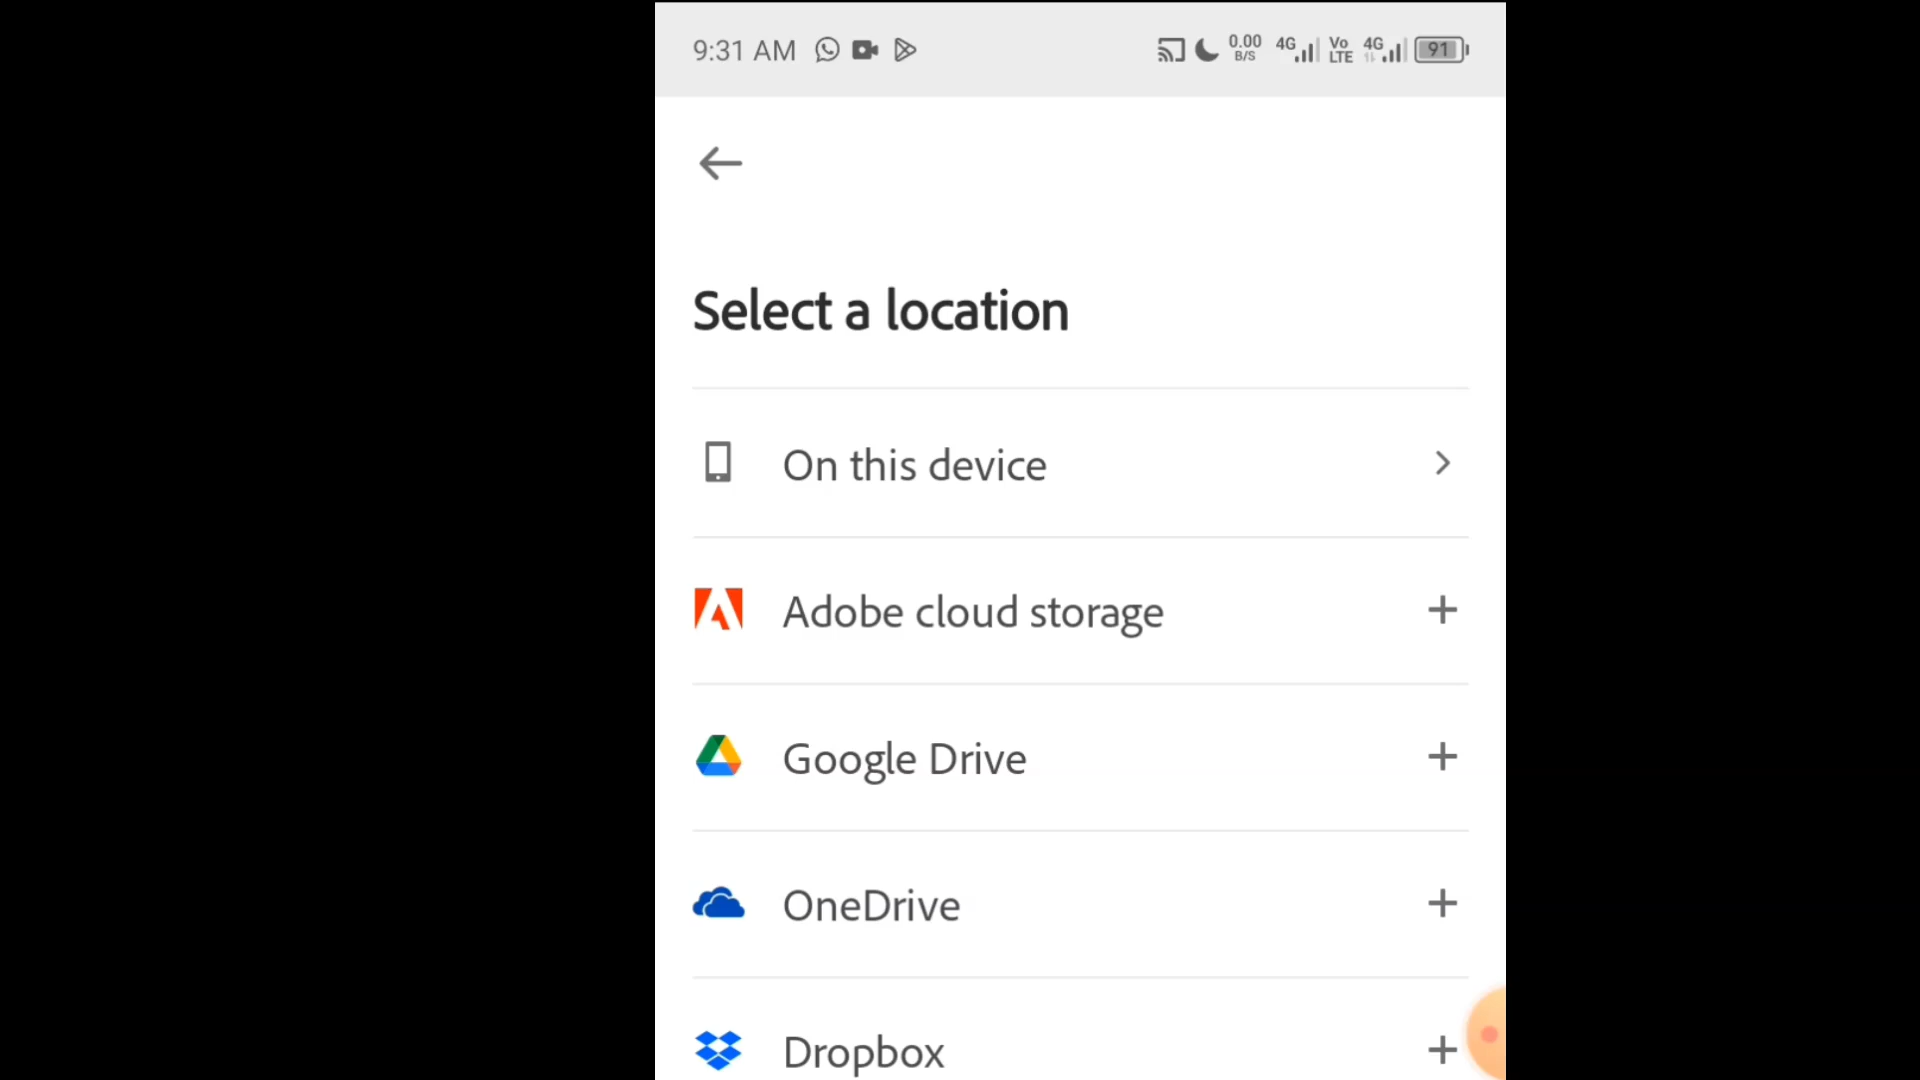 9:31 AM 0.00 B/S 4G Vo LTE 4G 91
Select a location
On this device
Adobe cloud storage
Google Drive
OneDrive
Dropbox